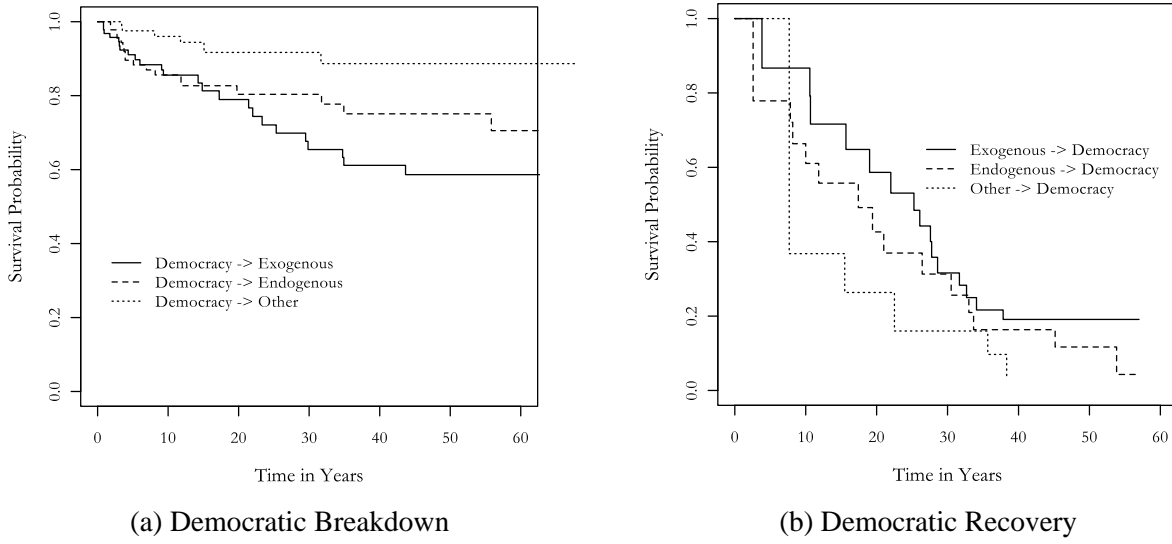 1.0
0.8
0.6
0.4
0.2
0.0
Survival Probability
Democracy -> Exogenous
Democracy -> Endogenous
Democracy -> Other
0 10 20 30 40 50 60
Time in Years
(a) Democratic Breakdown
1.0
0.8
0.6
0.4
0.2
0.0
Survival Probability
Exogenous -> Democracy
Endogenous -> Democracy
Other -> Democracy
0 10 20 30 40 50 60
Time in Years
(b) Democratic Recovery